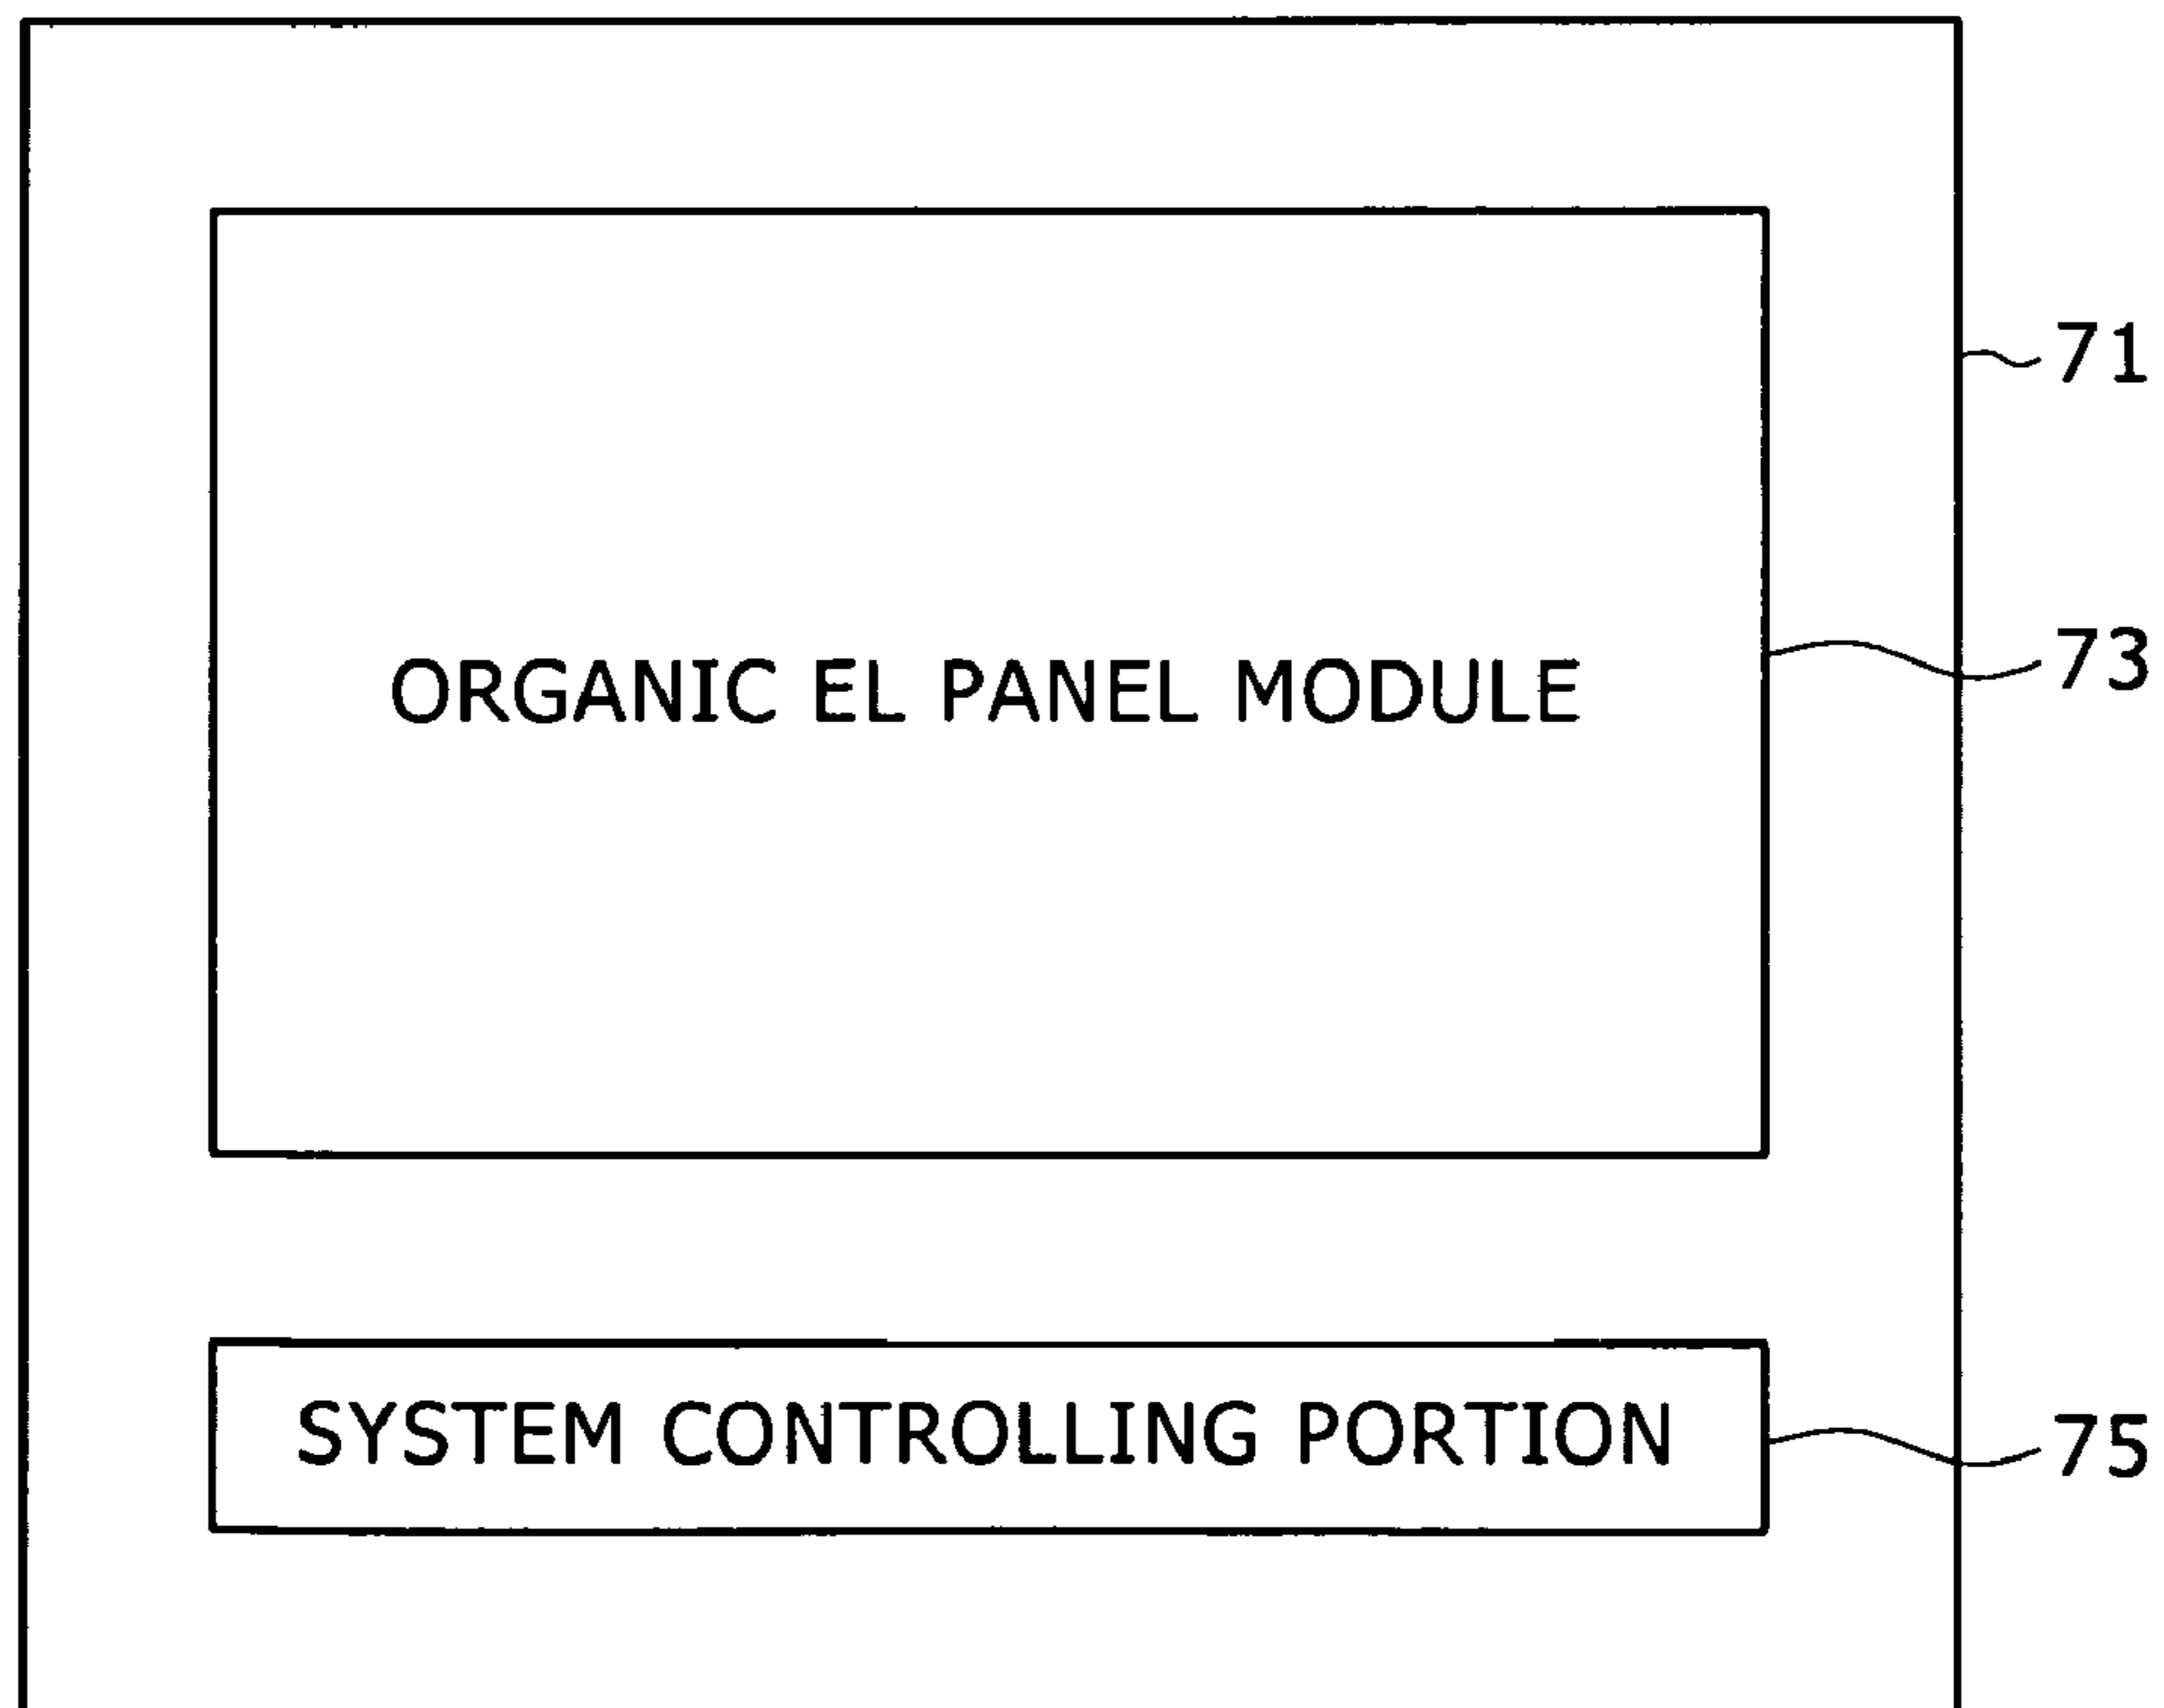 71
ORGANIC EL PANEL MODULE
73
SYSTEM CONTROLLING PORTION
75